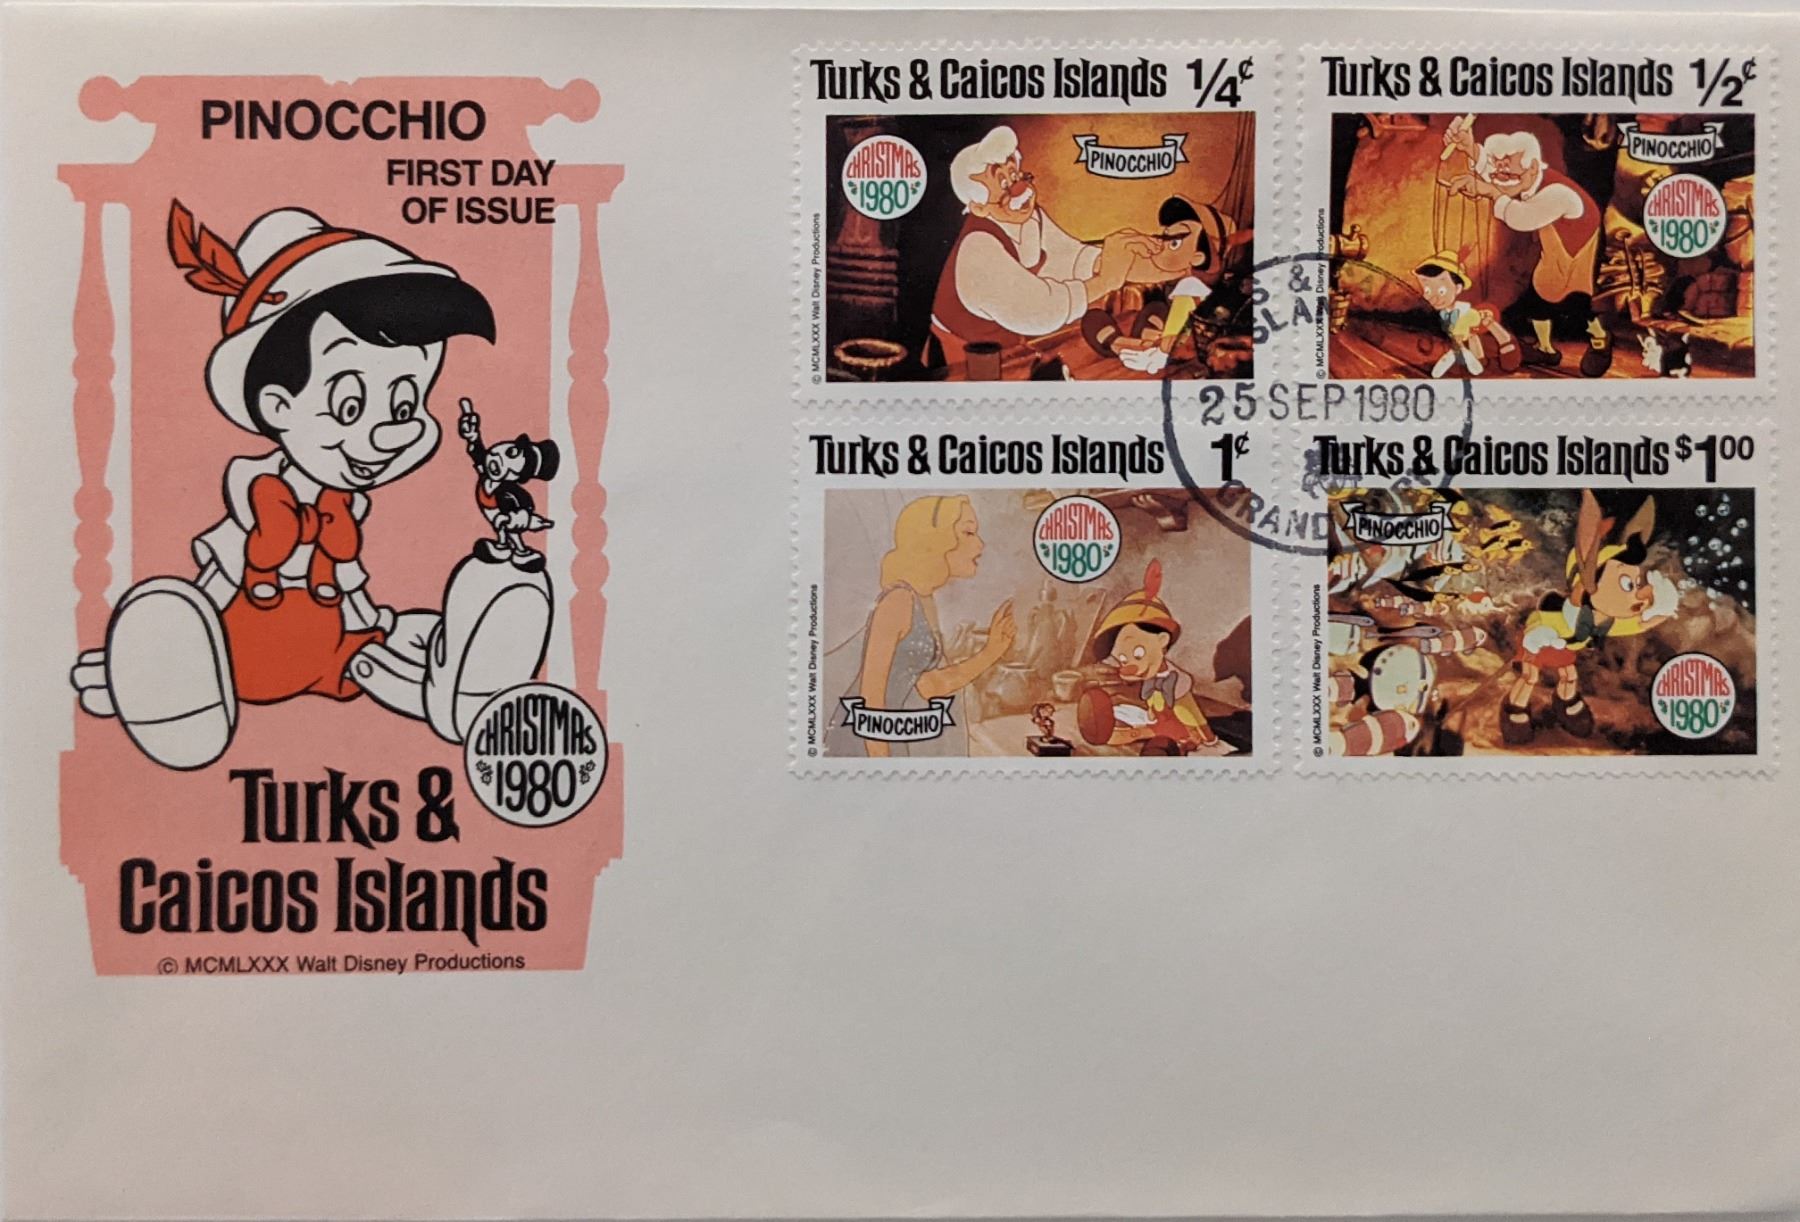 PINOCCHIO
FIRST DAY
OF ISSUE
CHRISTMAS
1980
Turks &
Caicos Islands
© MCMLXXX Walt Disney Productions
Turks & Caicos Islands 1/4¢
CHRISTMAS
1980
PINOCCHIO
© MCMLXXX Walt Disney Productions
Turks & Caicos Islands 1/2¢
PINOCCHIO
CHRISTMAS
1980
© MCMLXXX Walt Disney Productions
25 SEP 1980
GRAND
Turks & Caicos Islands 1¢
CHRISTMAS
1980
PINOCCHIO
© MCMLXXX Walt Disney Productions
Turks & Caicos Islands $1.00
PINOCCHIO
CHRISTMAS
1980
© MCMLXXX Walt Disney Productions